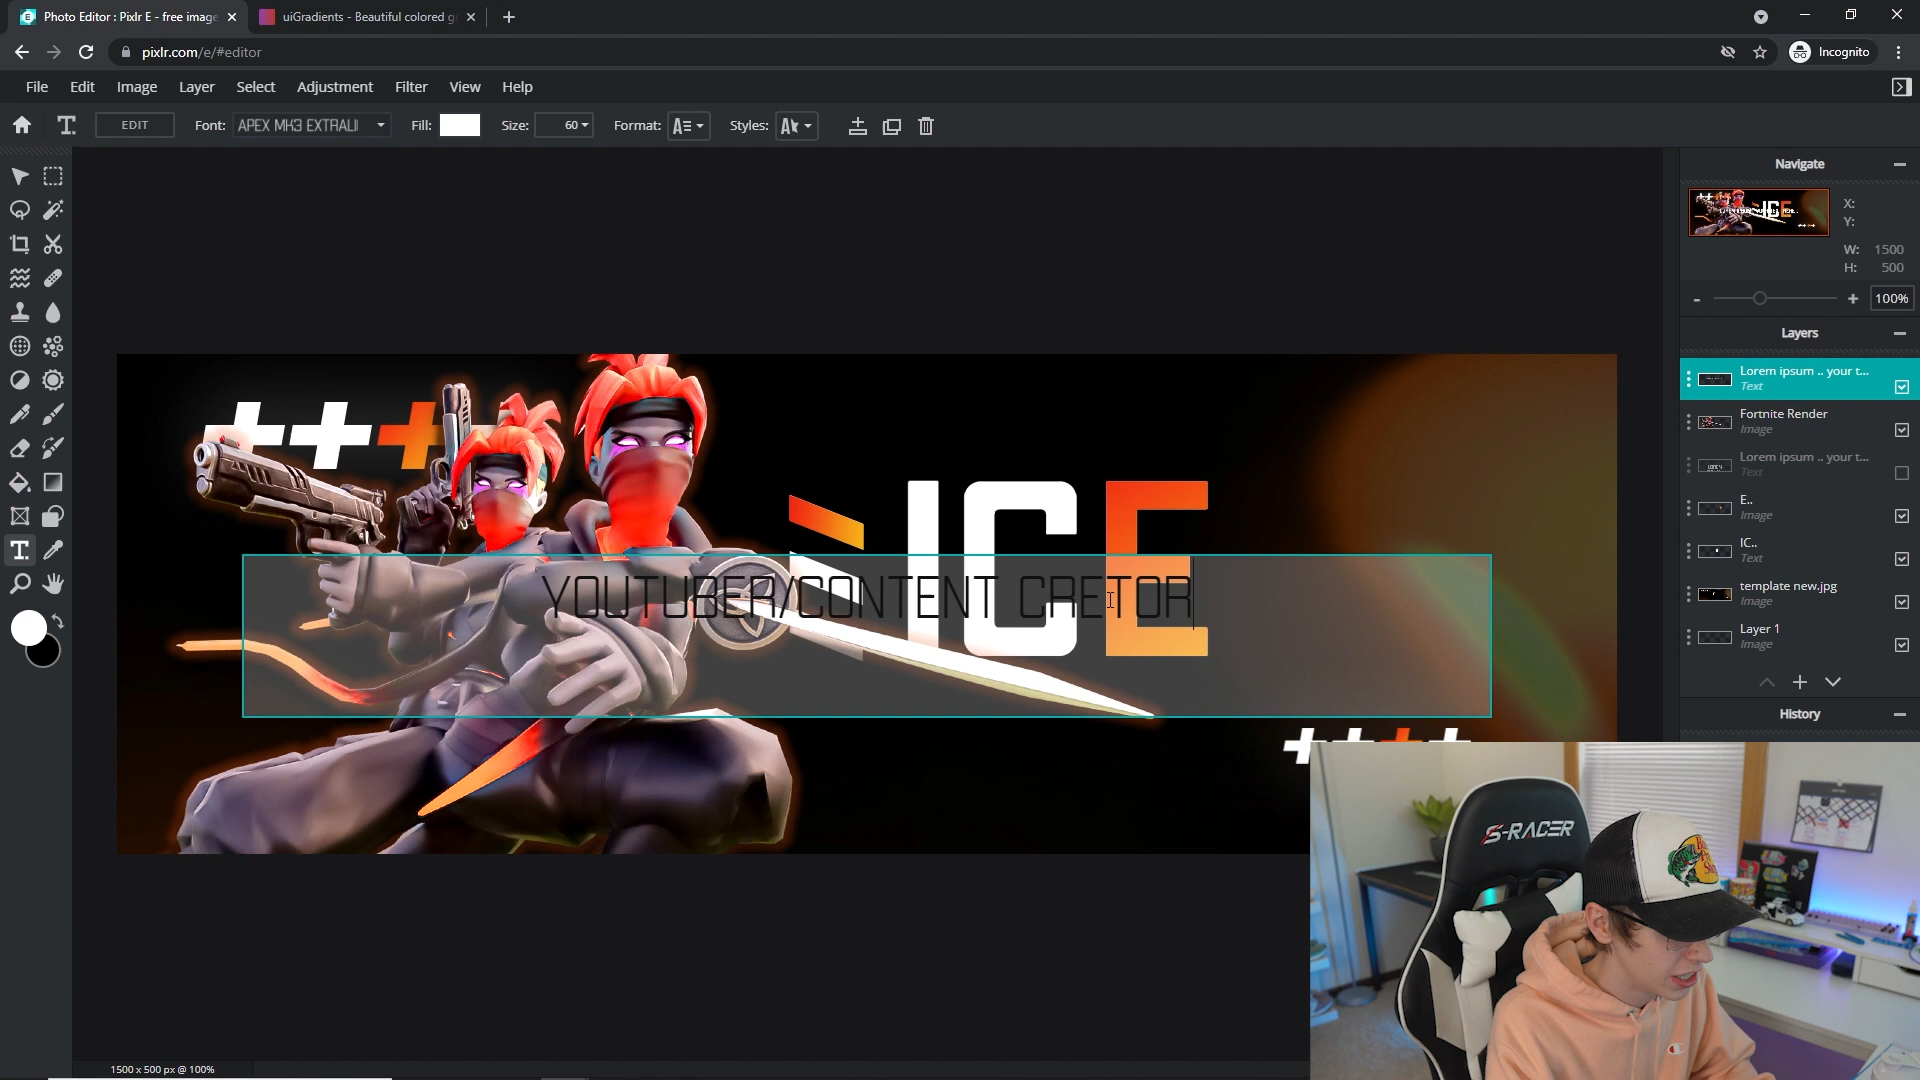 Photo Editor : Pixlr E - free image
uiGradients - Beautiful colored g
pixlr.com/e/#editor
Incognito
File Edit Image Layer Select Adjustment Filter View Help
EDIT Font: APEX MK3 EXTRALI Fill: Size: 60 Format: Styles:
Navigate
X:
Y:
W: 1500
H: 500
100%
Layers
Lorem ipsum .. your t...
Text
Fortnite Render
Image
Lorem ipsum .. your t...
Text
E..
Image
IC..
Text
template new.jpg
Image
Layer 1
Image
History
ICE
YOUTUBER/CONTENT CRETOR
S-RACER
Bass Pro Shops
1500 x 500 px @ 100%